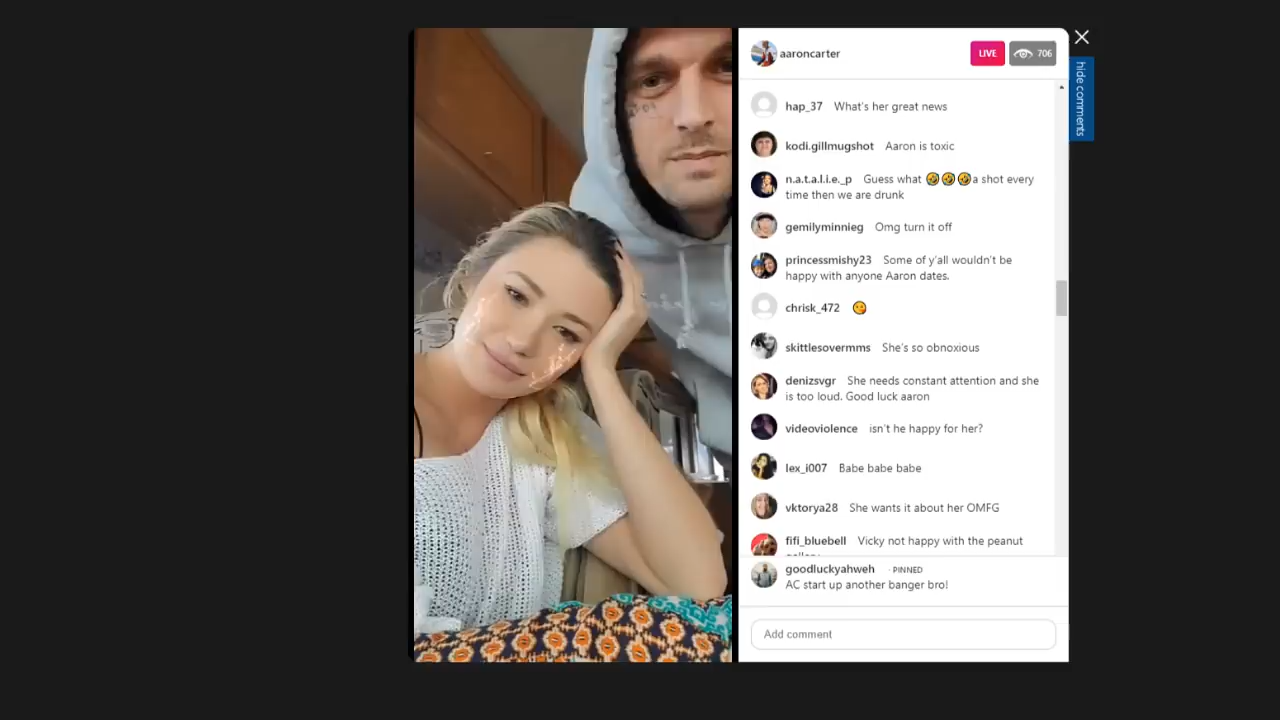 aaroncarter
LIVE
706
hide comments
hap_37 What's her great news
kodi.gillmugshot Aaron is toxic
n.a.t.a.l.i.e._p Guess what 🤣🤣🤣a shot every
time then we are drunk
gemilyminnieg Omg turn it off
princessmishy23 Some of y'all wouldn't be
happy with anyone Aaron dates.
chrisk_472 😋
skittlesovermms She's so obnoxious
denizsvgr She needs constant attention and she
is too loud. Good luck aaron
videoviolence isn't he happy for her?
lex_i007 Babe babe babe
vktorya28 She wants it about her OMFG
fifi_bluebell Vicky not happy with the peanut
goodluckyahweh · PINNED
AC start up another banger bro!
Add comment